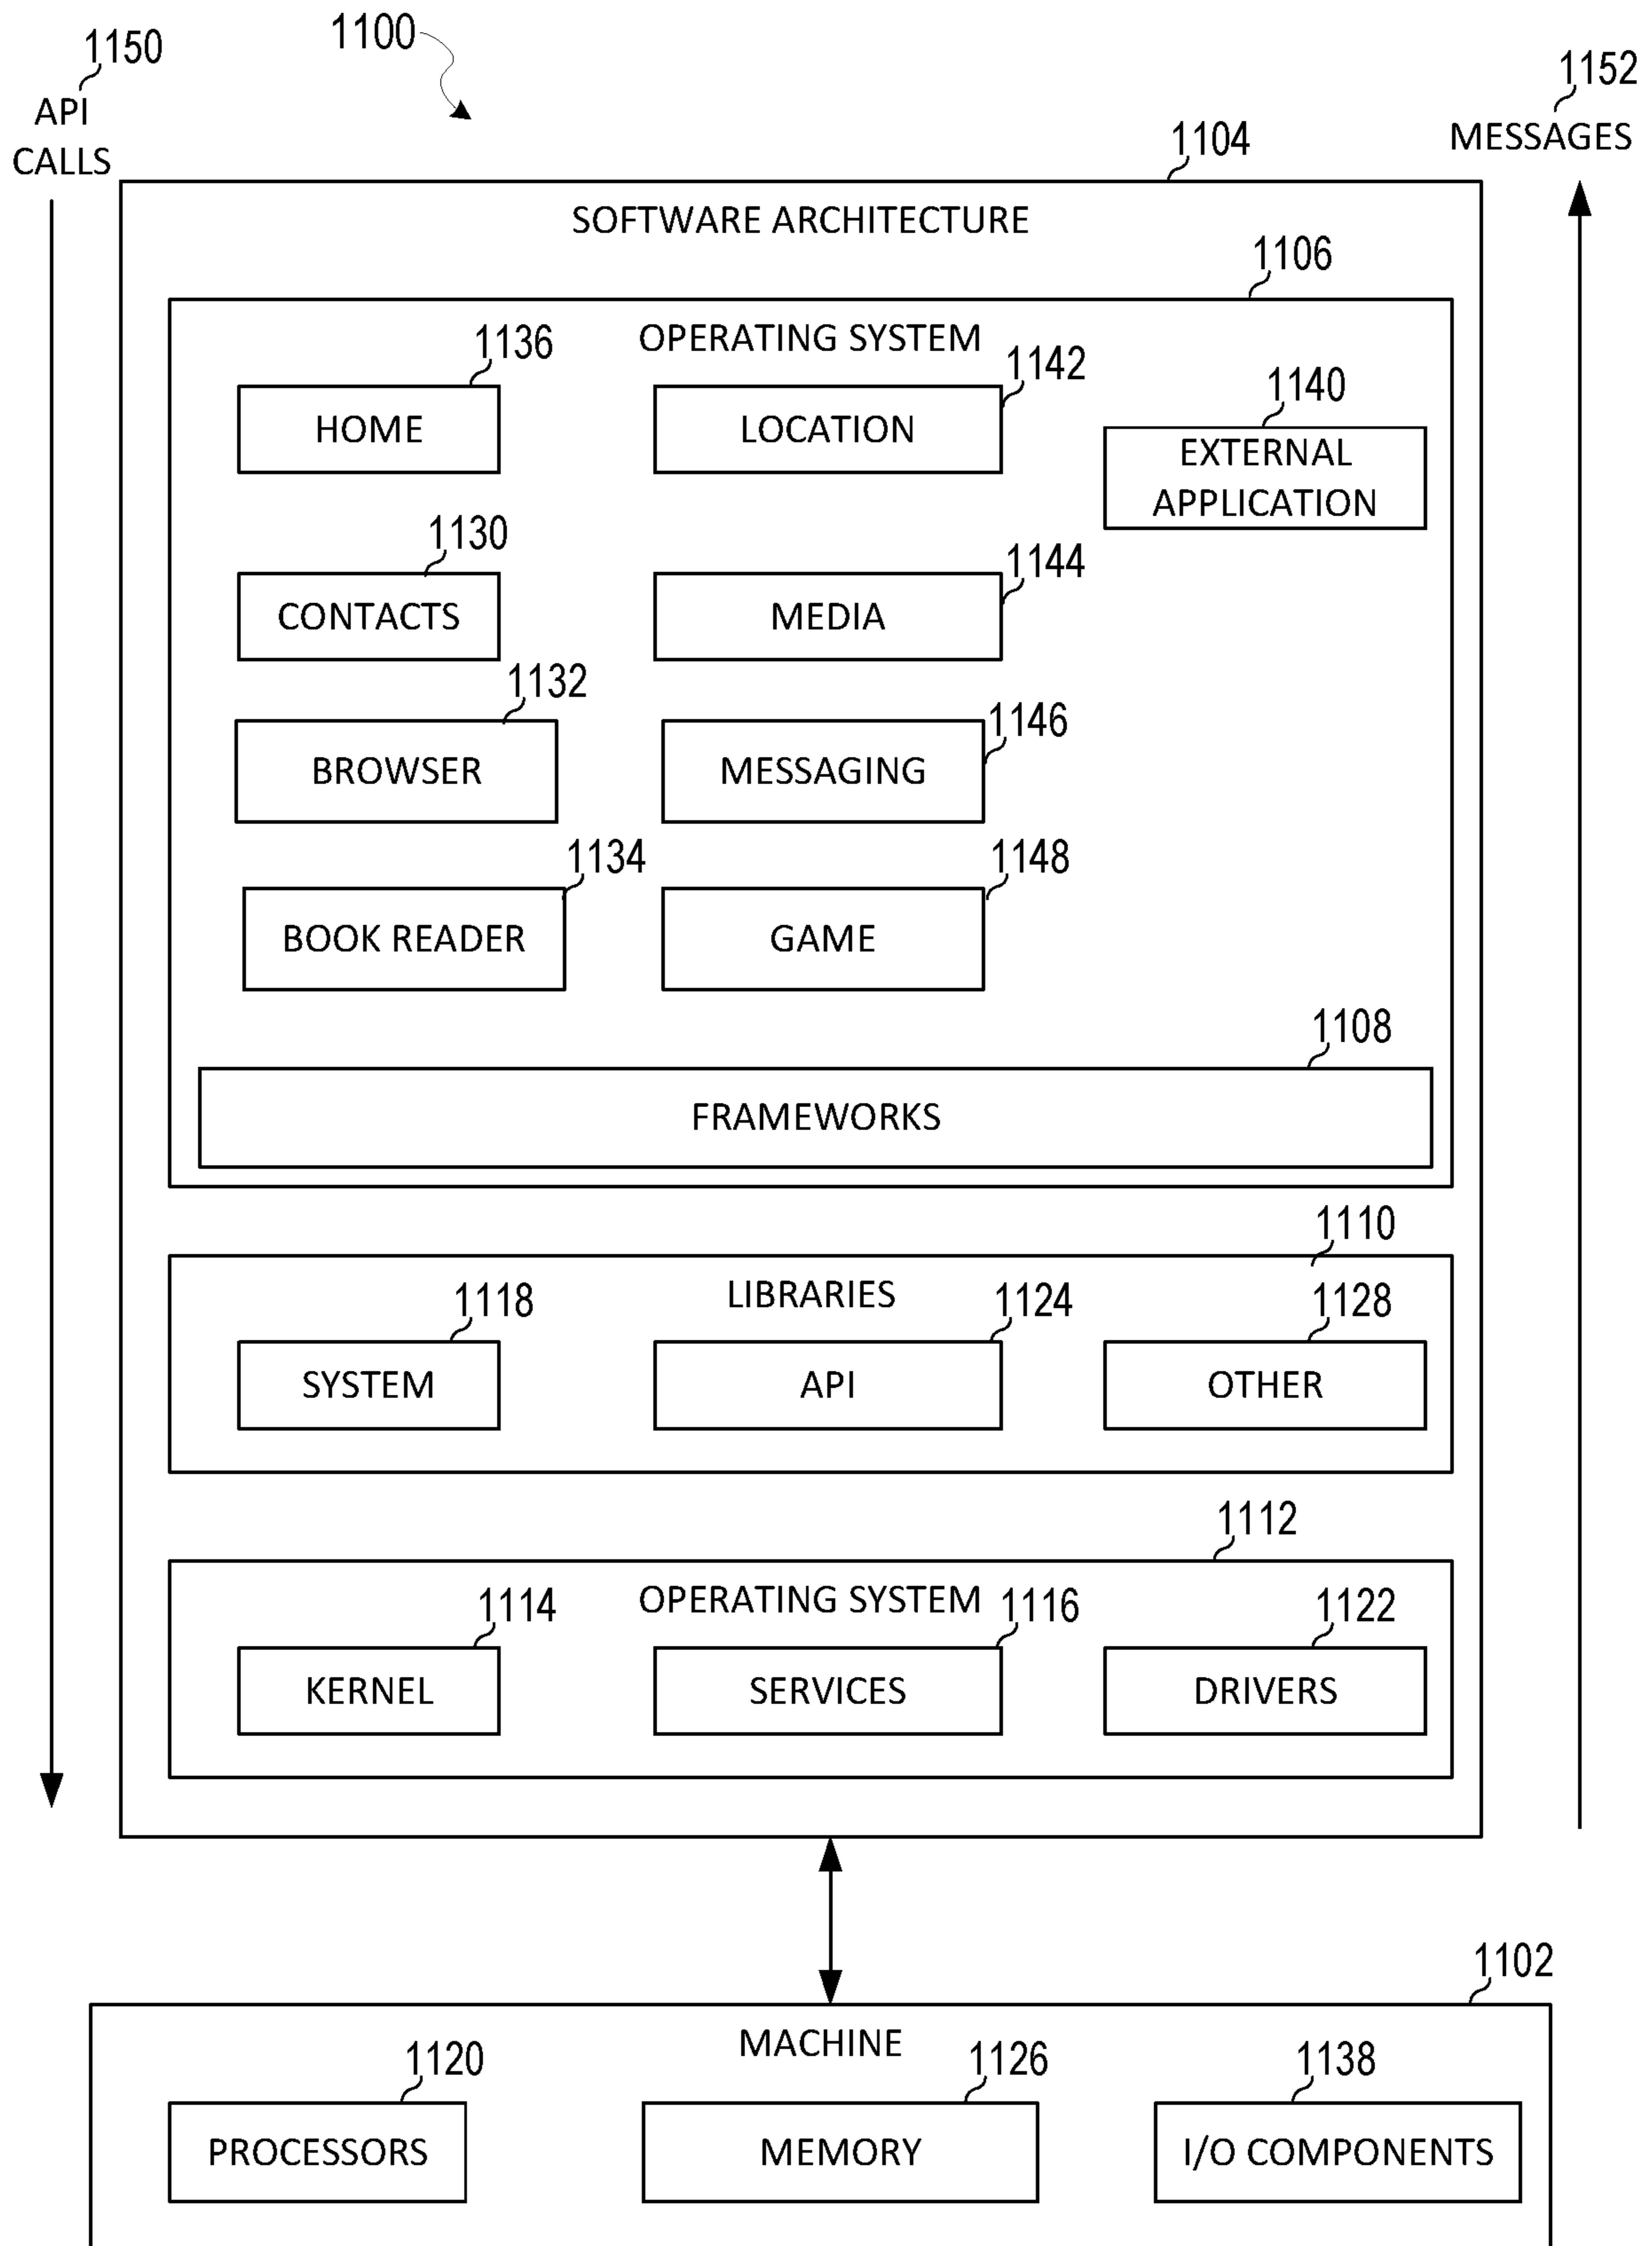 1150
API
CALLS
1100
1152
MESSAGES
1104
SOFTWARE ARCHITECTURE
1106
OPERATING SYSTEM
1136
HOME
1142
LOCATION
1140
EXTERNAL
APPLICATION
1130
CONTACTS
1144
MEDIA
1132
BROWSER
1146
MESSAGING
1134
BOOK READER
1148
GAME
1108
FRAMEWORKS
1110
LIBRARIES
1118
SYSTEM
1124
API
1128
OTHER
1112
OPERATING SYSTEM
1114
KERNEL
1116
SERVICES
1122
DRIVERS
1102
MACHINE
1120
PROCESSORS
1126
MEMORY
1138
I/O COMPONENTS